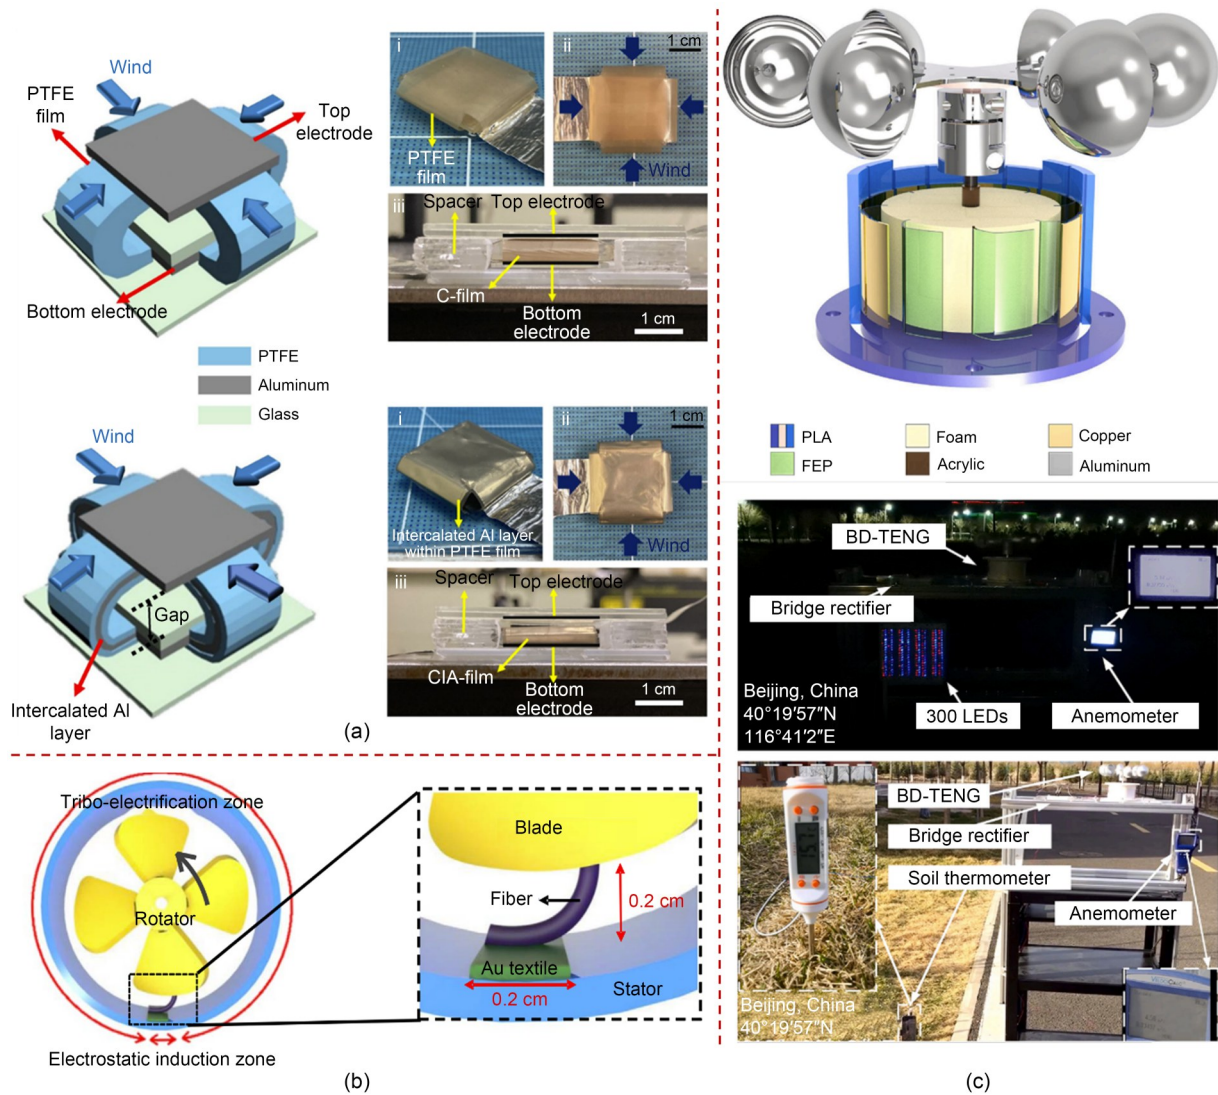 Wind
PTFE
film
Top
electrode
Bottom electrode
PTFE
Aluminum
Glass
i
PTFE
film
ii
1 cm
Wind
iii
Spacer
Top electrode
C-film
Bottom
electrode
1 cm
Wind
Gap
Intercalated Al
layer
i
Intercalated Al layer
within PTFE film
ii
1 cm
Wind
iii
Spacer
Top electrode
CIA-film
Bottom
electrode
1 cm
(a)
Tribo-electrification zone
Rotator
Electrostatic induction zone
Blade
Fiber
0.2 cm
Au textile
0.2 cm
Stator
(b)
PLA
Foam
Copper
FEP
Acrylic
Aluminum
BD-TENG
Bridge rectifier
300 LEDs
Anemometer
Beijing, China
40°19′57″N
116°41′2″E
BD-TENG
Bridge rectifier
Soil thermometer
Anemometer
Beijing, China
40°19′57″N
(c)